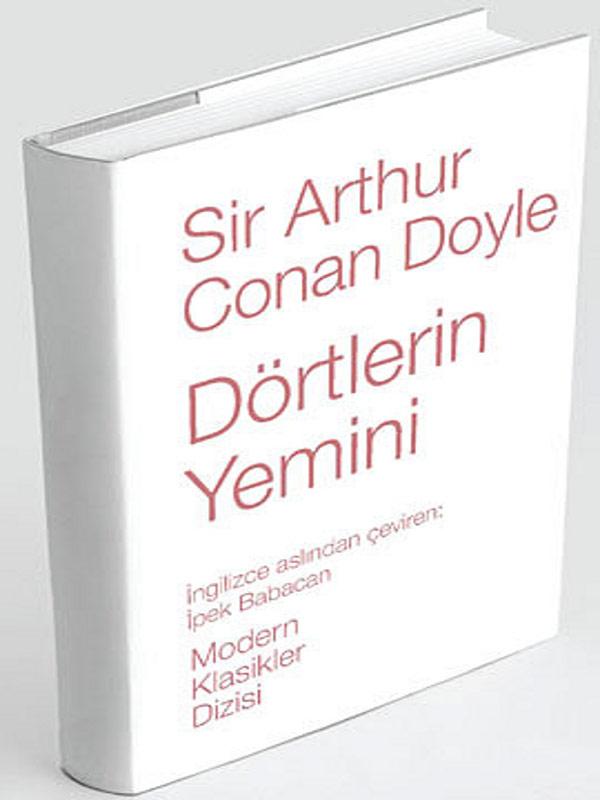 Sir Arthur
Conan Doyle
Dörtlerin
Yemini
İngilizce aslından çeviren:
İpek Babacan
Modern
Klasikler
Dizisi